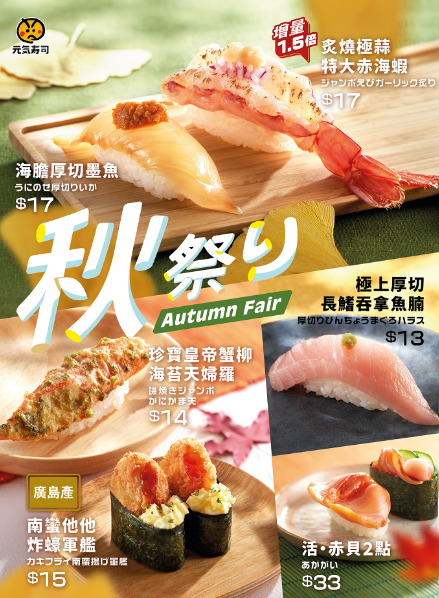 元気寿司
增量
1.5倍
炙燒極蒜
特大赤海蝦
ジャンボえびガーリック炙り
$17
海膽厚切墨魚
うにのせ厚切りいか
$17
秋祭り
Autumn Fair
極上厚切
長鰭吞拿魚腩
厚切りびんちょうまぐろハラス
$13
珍寶皇帝蟹柳
海苔天婦羅
磯焼きジャンボ
かにかま天
$14
廣島產
南蠻他他
炸蠔軍艦
カキフライ南蛮揚げ軍艦
$15
活·赤貝2點
あかがい
$33